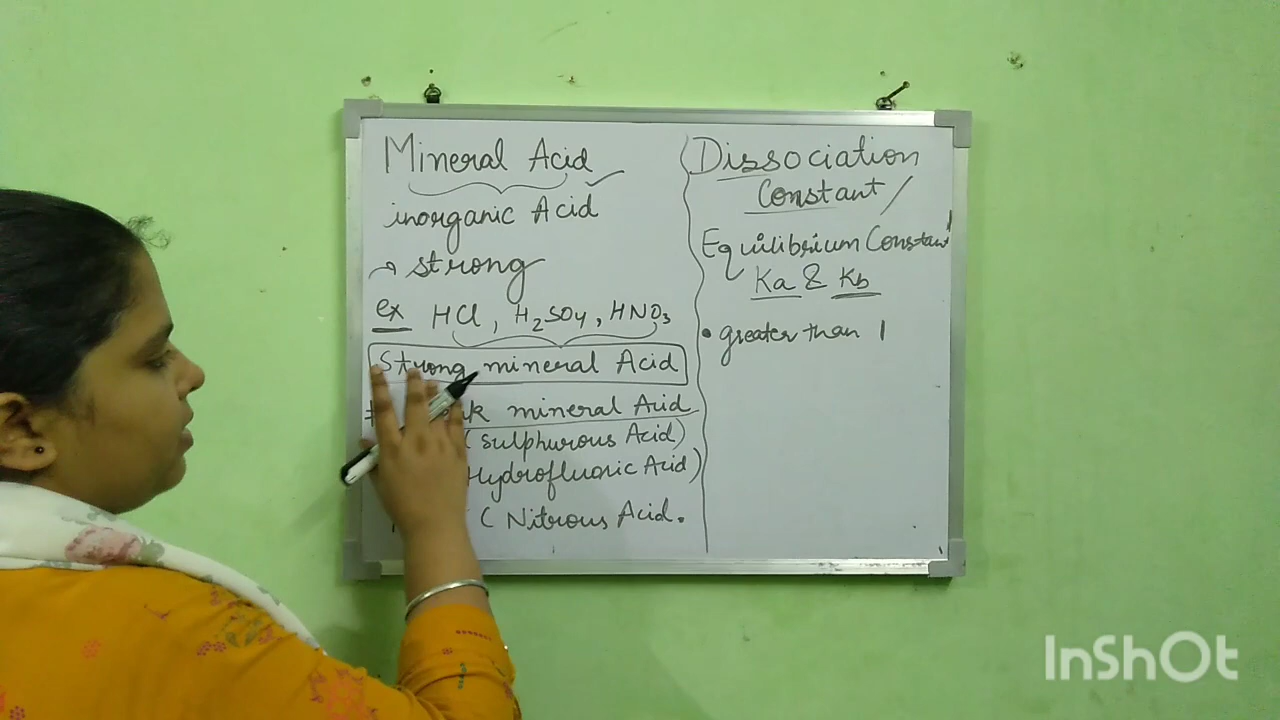 Mineral Acid
inorganic Acid
→ strong
ex HCl, H2SO4, HNO3
Strong mineral Acid
mineral Acid
(sulphurous Acid)
Hydrofluoric Acid)
( Nitrous Acid.
Dissociation
Constant /
Equilibrium Constant
Ka & Kb
• greater than 1
InShOt